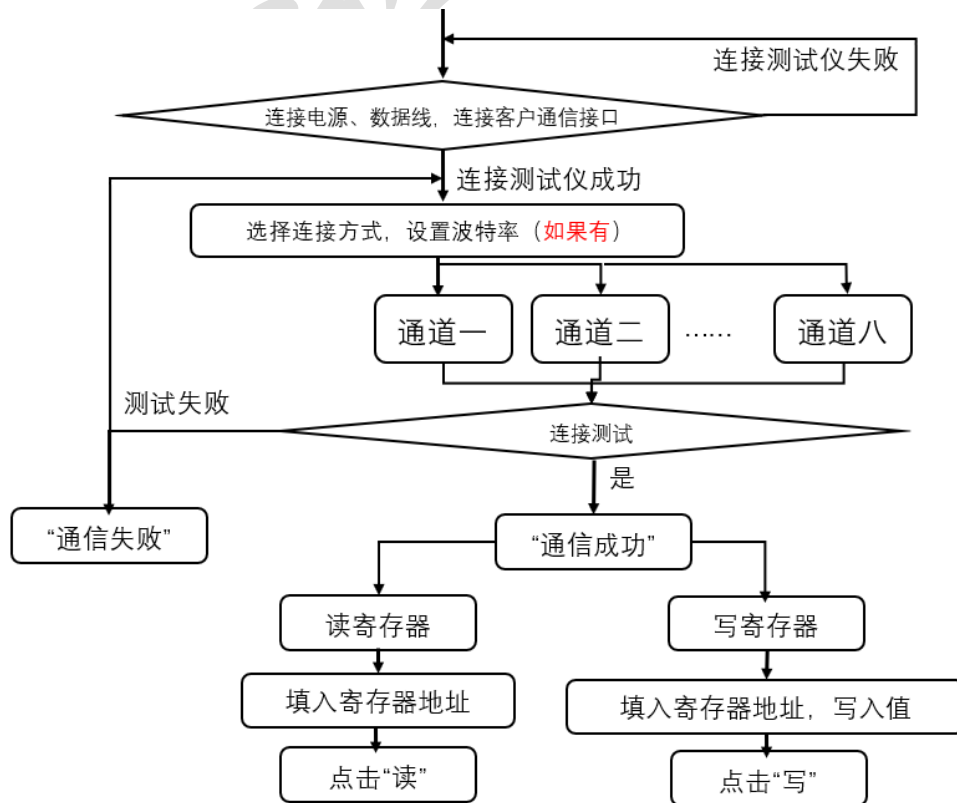 连接测试仪失败
连接电源、数据线，连接客户通信接口
连接测试仪成功
选择连接方式，设置波特率（如果有）
通道一
通道二
……
通道八
测试失败
连接测试
是
“通信失败”
“通信成功”
读寄存器
写寄存器
填入寄存器地址
填入寄存器地址，写入值
点击“读”
点击“写”